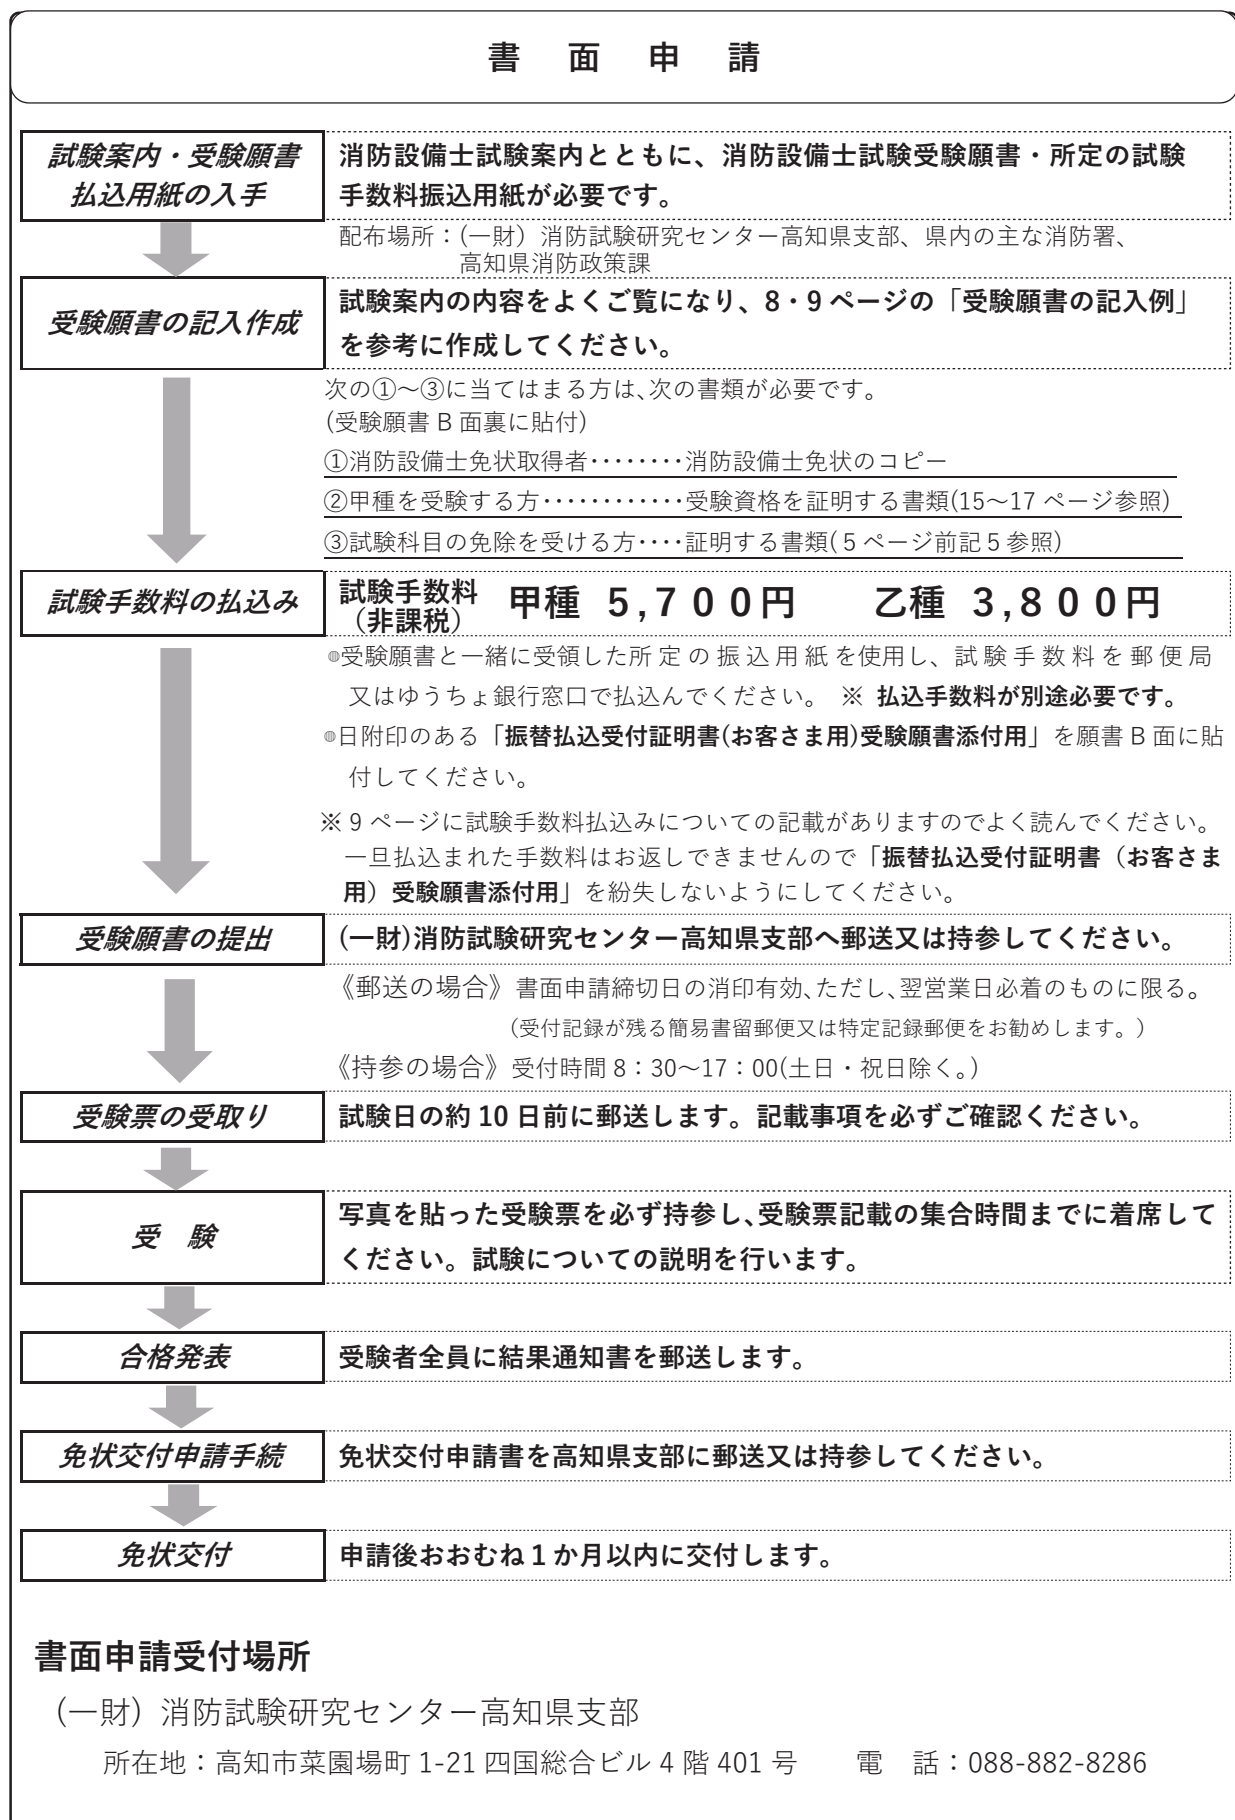 書面申請
試験案内・受験願書
払込用紙の入手
消防設備士試験案内とともに、消防設備士試験受験願書・所定の試験
手数料振込用紙が必要です。
配布場所：(一財）消防試験研究センター高知県支部、県内の主な消防署、
高知県消防政策課
受験願書の記入作成
試験案内の内容をよくご覧になり、8・9 ページの「受験願書の記入例」
を参考に作成してください。
次の①～③に当てはまる方は、次の書類が必要です。
(受験願書 B 面裏に貼付)
①消防設備士免状取得者････････消防設備士免状のコピー
②甲種を受験する方････････････受験資格を証明する書類(15～17 ページ参照)
③試験科目の免除を受ける方････証明する書類(５ページ前記５参照)
試験手数料の払込み
試験手数料
（非課税）
甲種 ５,７００円　乙種 ３,８００円
◍受験願書と一緒に受領した所定の振込用紙を使用し、試験手数料を郵便局
又はゆうちょ銀行窓口で払込んでください。 ※ 払込手数料が別途必要です。
◍日附印のある「振替払込受付証明書(お客さま用)受験願書添付用」を願書 B 面に貼
付してください。
※ 9 ページに試験手数料払込みについての記載がありますのでよく読んでください。
一旦払込まれた手数料はお返しできませんので「振替払込受付証明書（お客さま
用）受験願書添付用」を紛失しないようにしてください。
受験願書の提出
(一財)消防試験研究センター高知県支部へ郵送又は持参してください。
《郵送の場合》書面申請締切日の消印有効、ただし、翌営業日必着のものに限る。
（受付記録が残る簡易書留郵便又は特定記録郵便をお勧めします。）
《持参の場合》受付時間 8：30～17：00(土日・祝日除く。)
受験票の受取り
試験日の約 10 日前に郵送します。記載事項を必ずご確認ください。
受　験
写真を貼った受験票を必ず持参し、受験票記載の集合時間までに着席して
ください。試験についての説明を行います。
合格発表
受験者全員に結果通知書を郵送します。
免状交付申請手続
免状交付申請書を高知県支部に郵送又は持参してください。
免状交付
申請後おおむね１か月以内に交付します。
書面申請受付場所
(一財）消防試験研究センター高知県支部
所在地：高知市菜園場町 1-21 四国総合ビル 4 階 401 号　電　話：088-882-8286